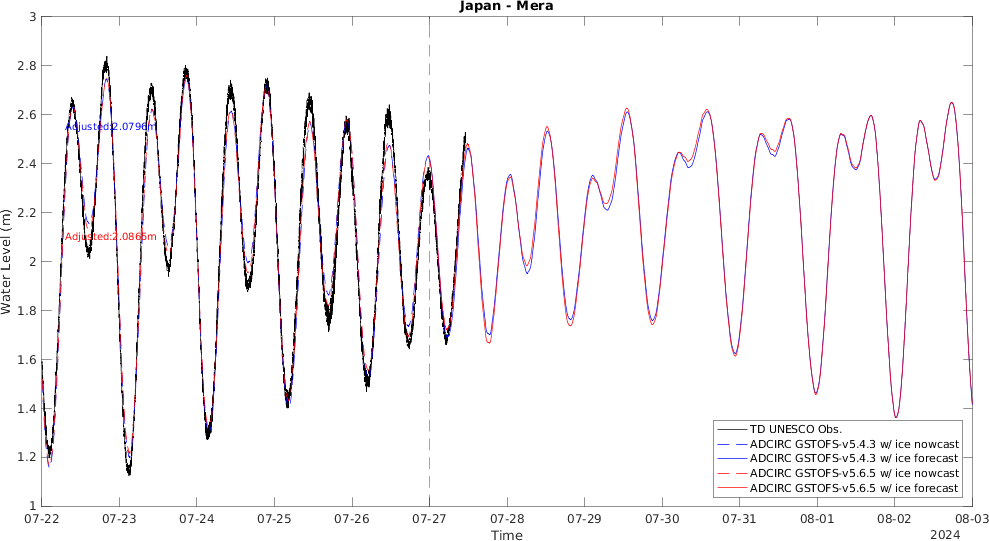 Japan - Mera
3
2.8
2.6
2.4
2.2
2
1.8
1.6
1.4
1.2
1
Water Level (m)
Adjusted:2.0796m
Adjusted:2.0865m
TD UNESCO Obs.
ADCIRC GSTOFS-v5.4.3 w/ ice nowcast
ADCIRC GSTOFS-v5.4.3 w/ ice forecast
ADCIRC GSTOFS-v5.6.5 w/ ice nowcast
ADCIRC GSTOFS-v5.6.5 w/ ice forecast
07-22 07-23 07-24 07-25 07-26 07-27 07-28 07-29 07-30 07-31 08-01 08-02 08-03
Time
2024